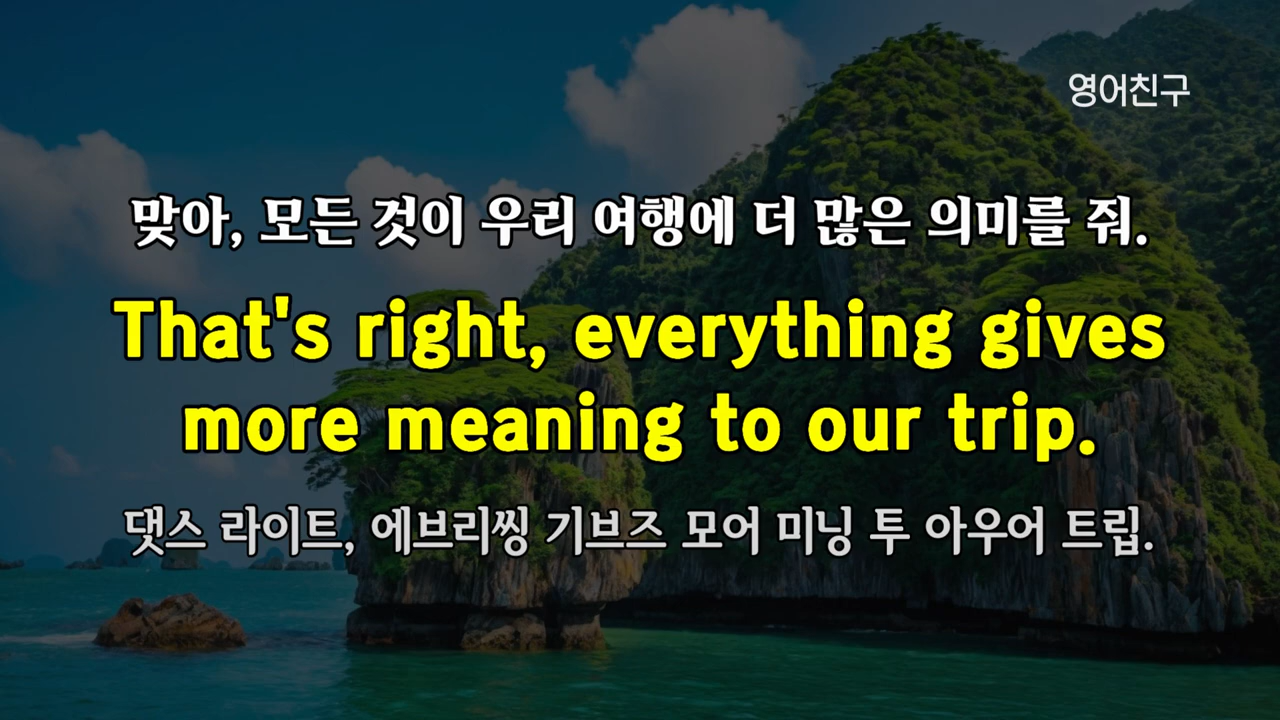 영어친구
맞아, 모든 것이 우리 여행에 더 많은 의미를 줘.
That's right, everything gives
more meaning to our trip.
댓스 라이트, 에브리씽 기브즈 모어 미닝 투 아우어 트립.